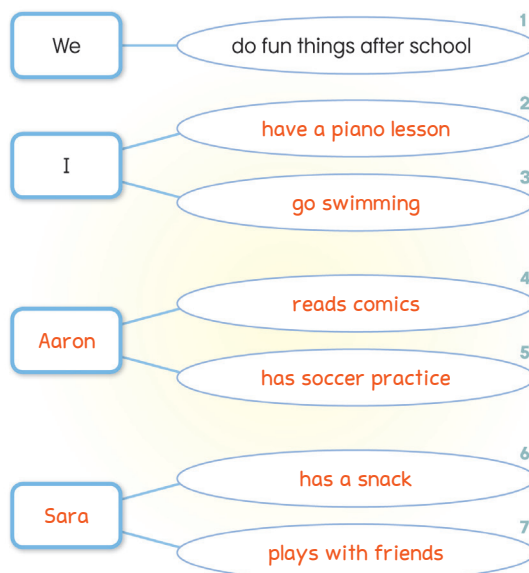 1
We
do fun things after school
2
have a piano lesson
I
3
go swimming
4
reads comics
Aaron
5
has soccer practice
6
has a snack
Sara
7
plays with friends